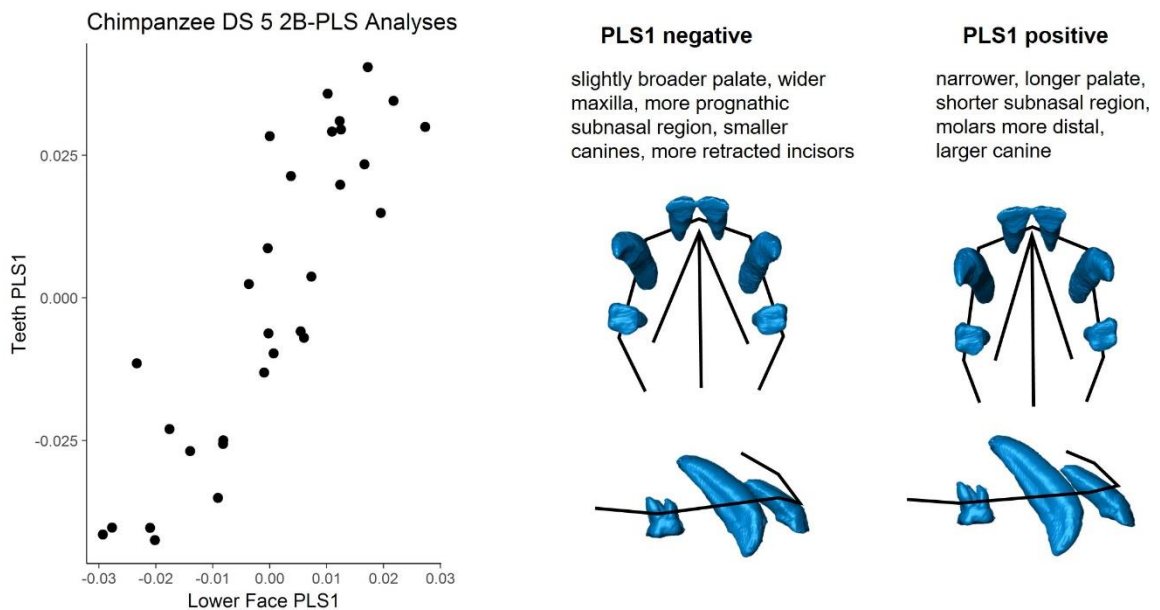 Chimpanzee DS 5 2B-PLS Analyses
Teeth PLS1
0.025
0.000
-0.025
-0.03
-0.02
-0.01
0.00
0.01
0.02
0.03
Lower Face PLS1
PLS1 negative
slightly broader palate, wider
maxilla, more prognathic
subnasal region, smaller
canines, more retracted incisors
PLS1 positive
narrower, longer palate,
shorter subnasal region,
molars more distal,
larger canine